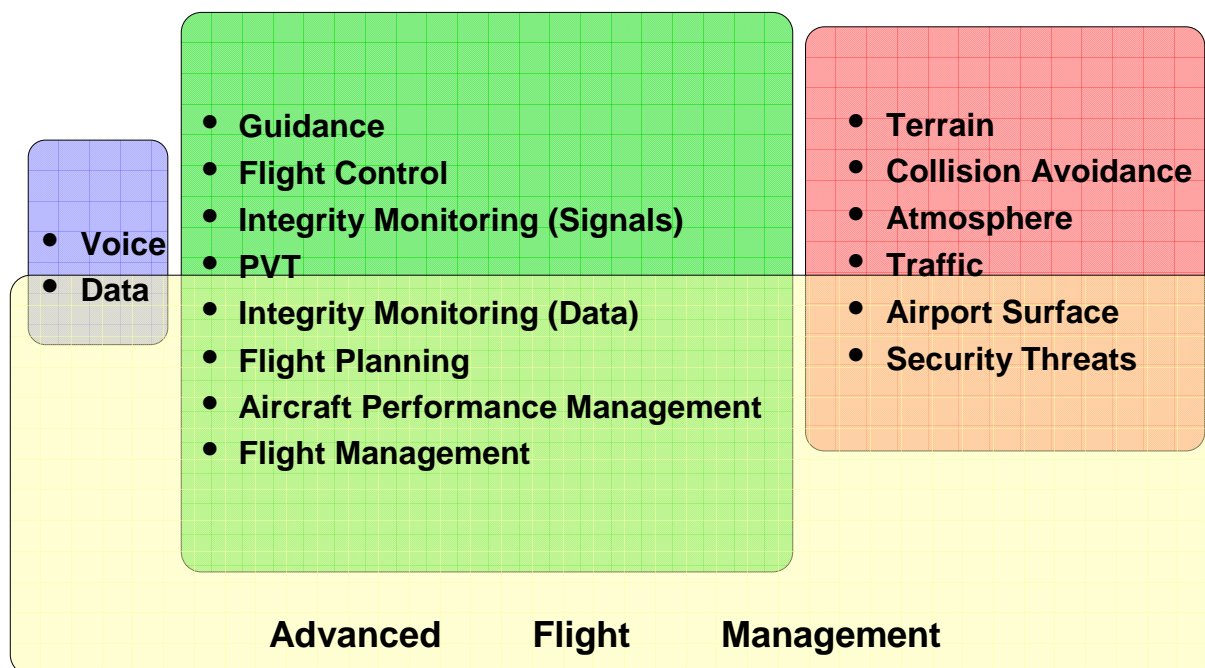 • Voice
• Data
• Guidance
• Flight Control
• Integrity Monitoring (Signals)
• PVT
• Integrity Monitoring (Data)
• Flight Planning
• Aircraft Performance Management
• Flight Management
• Terrain
• Collision Avoidance
• Atmosphere
• Traffic
• Airport Surface
• Security Threats
Advanced Flight Management